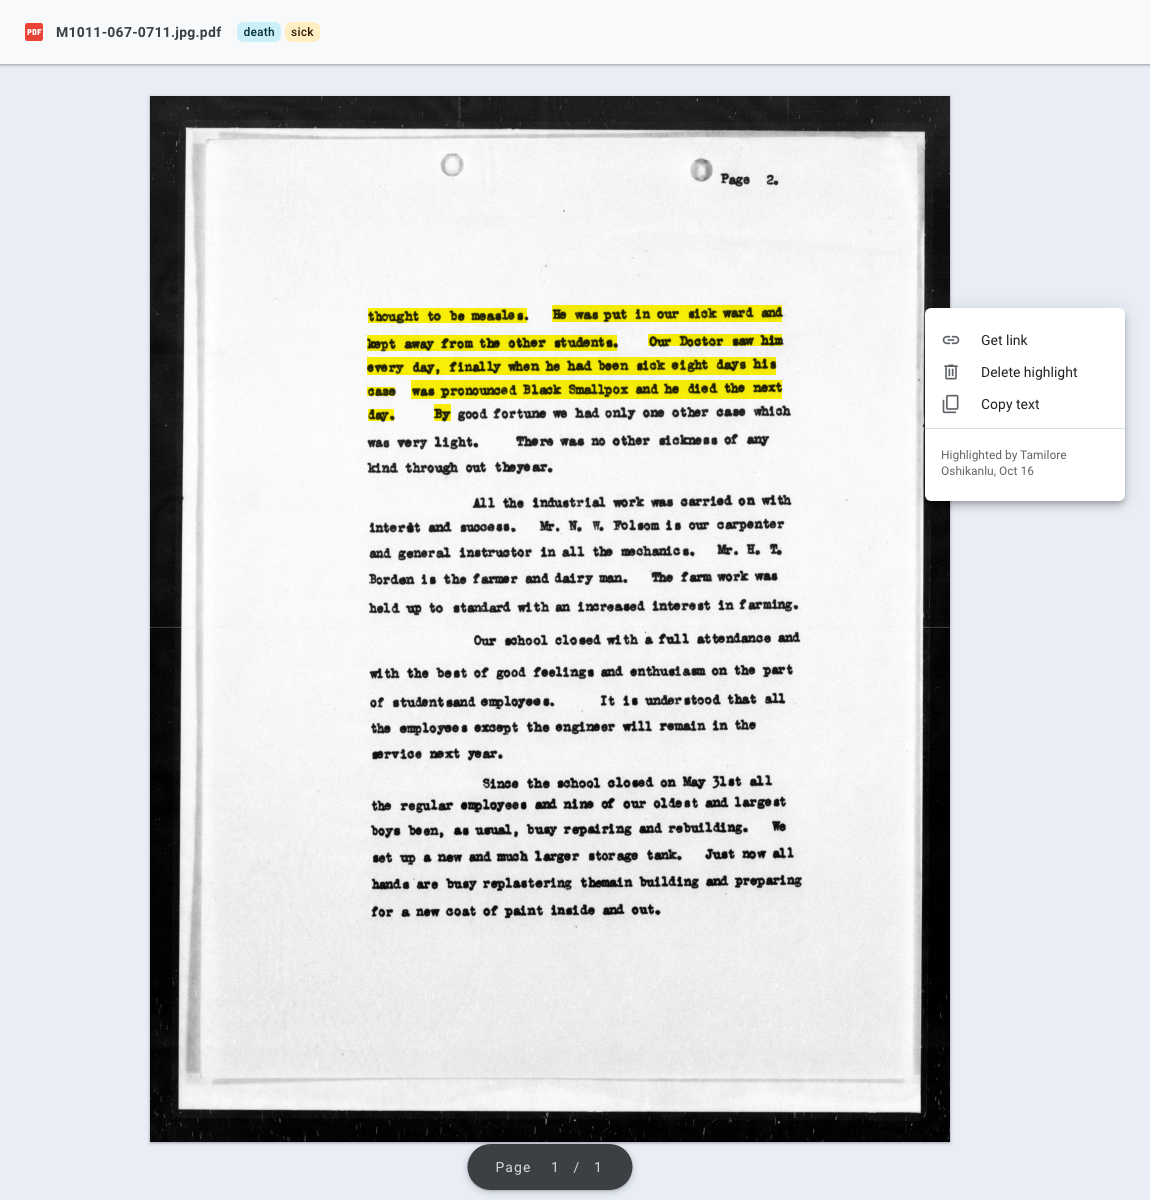 PDF M1011-067-0711.jpg.pdf death sick
Page 2.
thought to be measles. He was put in our sick ward and
kept away from the other students. Our Doctor saw him
every day, finally when he had been sick eight days his
case was pronounced Black Smallpox and he died the next
day. By good fortune we had only one other case which
was very light. There was no other sickness of any
kind through out theyear.
All the industrial work was carried on with
interêt and success. Mr. N. W. Folsom is our carpenter
and general instructor in all the mechanics. Mr. H. T.
Borden is the farmer and dairy man. The farm work was
held up to standard with an increased interest in farming.
Our school closed with a full attendance and
with the best of good feelings and enthusiasm on the part
of studentsand employees. It is understood that all
the employees except the engineer will remain in the
service next year.
Since the school closed on May 31st all
the regular employees and nine of our oldest and largest
boys been, as usual, busy repairing and rebuilding. We
set up a new and much larger storage tank. Just now all
hands are busy replastering themain building and preparing
for a new coat of paint inside and out.
Get link
Delete highlight
Copy text
Highlighted by Tamilore
Oshikanlu, Oct 16
Page 1 / 1